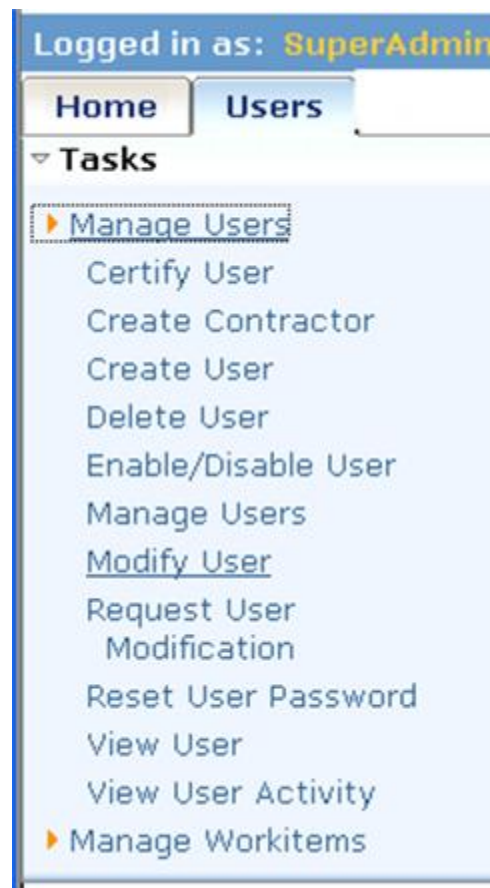 Logged in as: SuperAdmin
Home Users
Tasks
Manage Users
Certify User
Create Contractor
Create User
Delete User
Enable/Disable User
Manage Users
Modify User
Request User
Modification
Reset User Password
View User
View User Activity
Manage Workitems